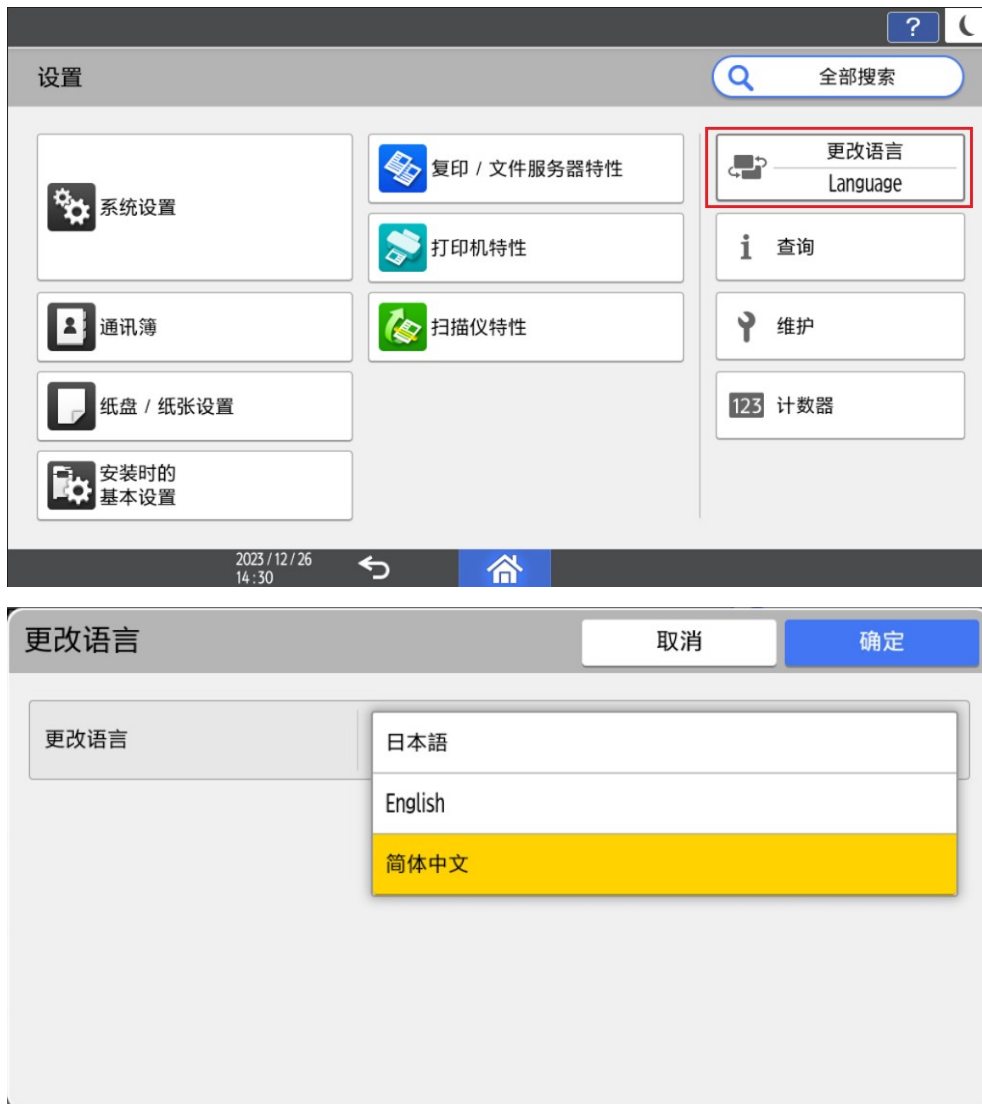 ?
设置
全部搜索
系统设置
通讯簿
纸盘 / 纸张设置
安装时的
基本设置
复印 / 文件服务器特性
打印机特性
扫描仪特性
更改语言
Language
i 查询
维护
123 计数器
2023/12/26
14:30
更改语言
取消
确定
更改语言
日本語
English
简体中文